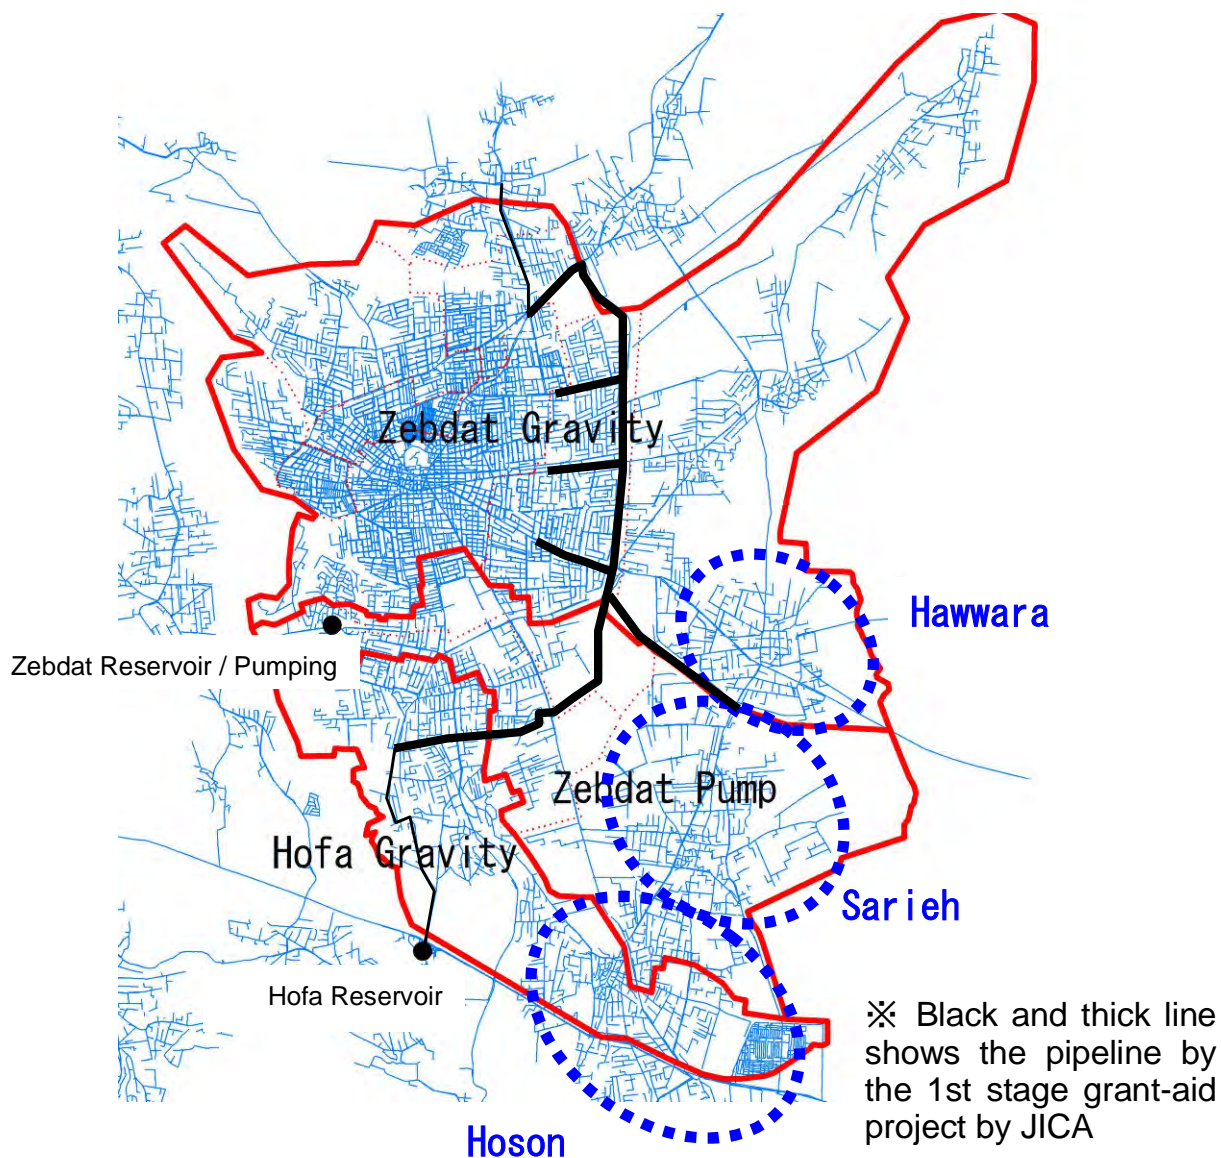 Zebdat Gravity
Hawwara
Zebdat Reservoir / Pumping
Zebdat Pump
Hofa Gravity
Sarieh
Hofa Reservoir
※ Black and thick line
shows the pipeline by
the 1st stage grant-aid
project by JICA
Hoson